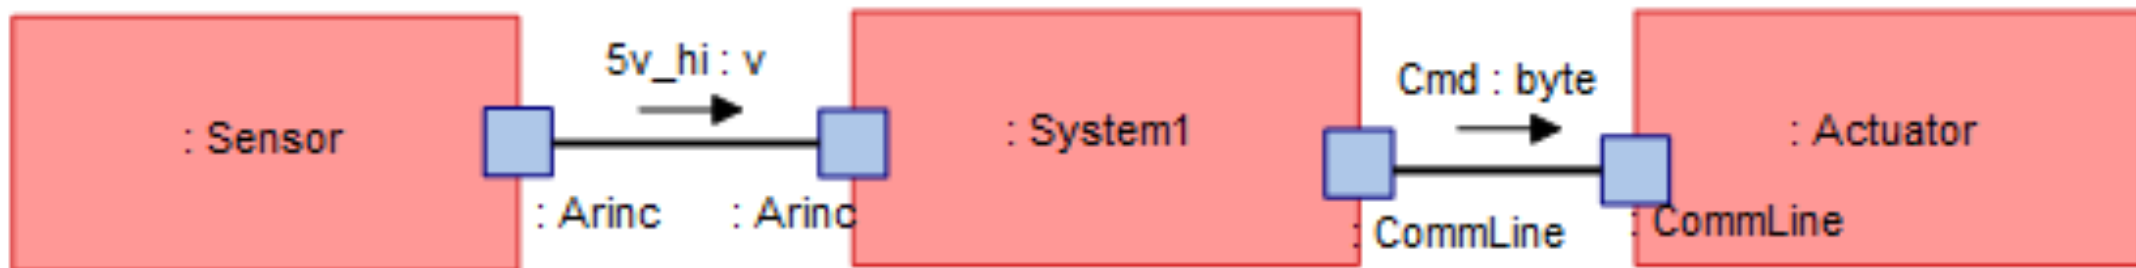 : Sensor
5v_hi : v
: Arinc
: Arinc
: System1
Cmd : byte
: CommLine
: CommLine
: Actuator